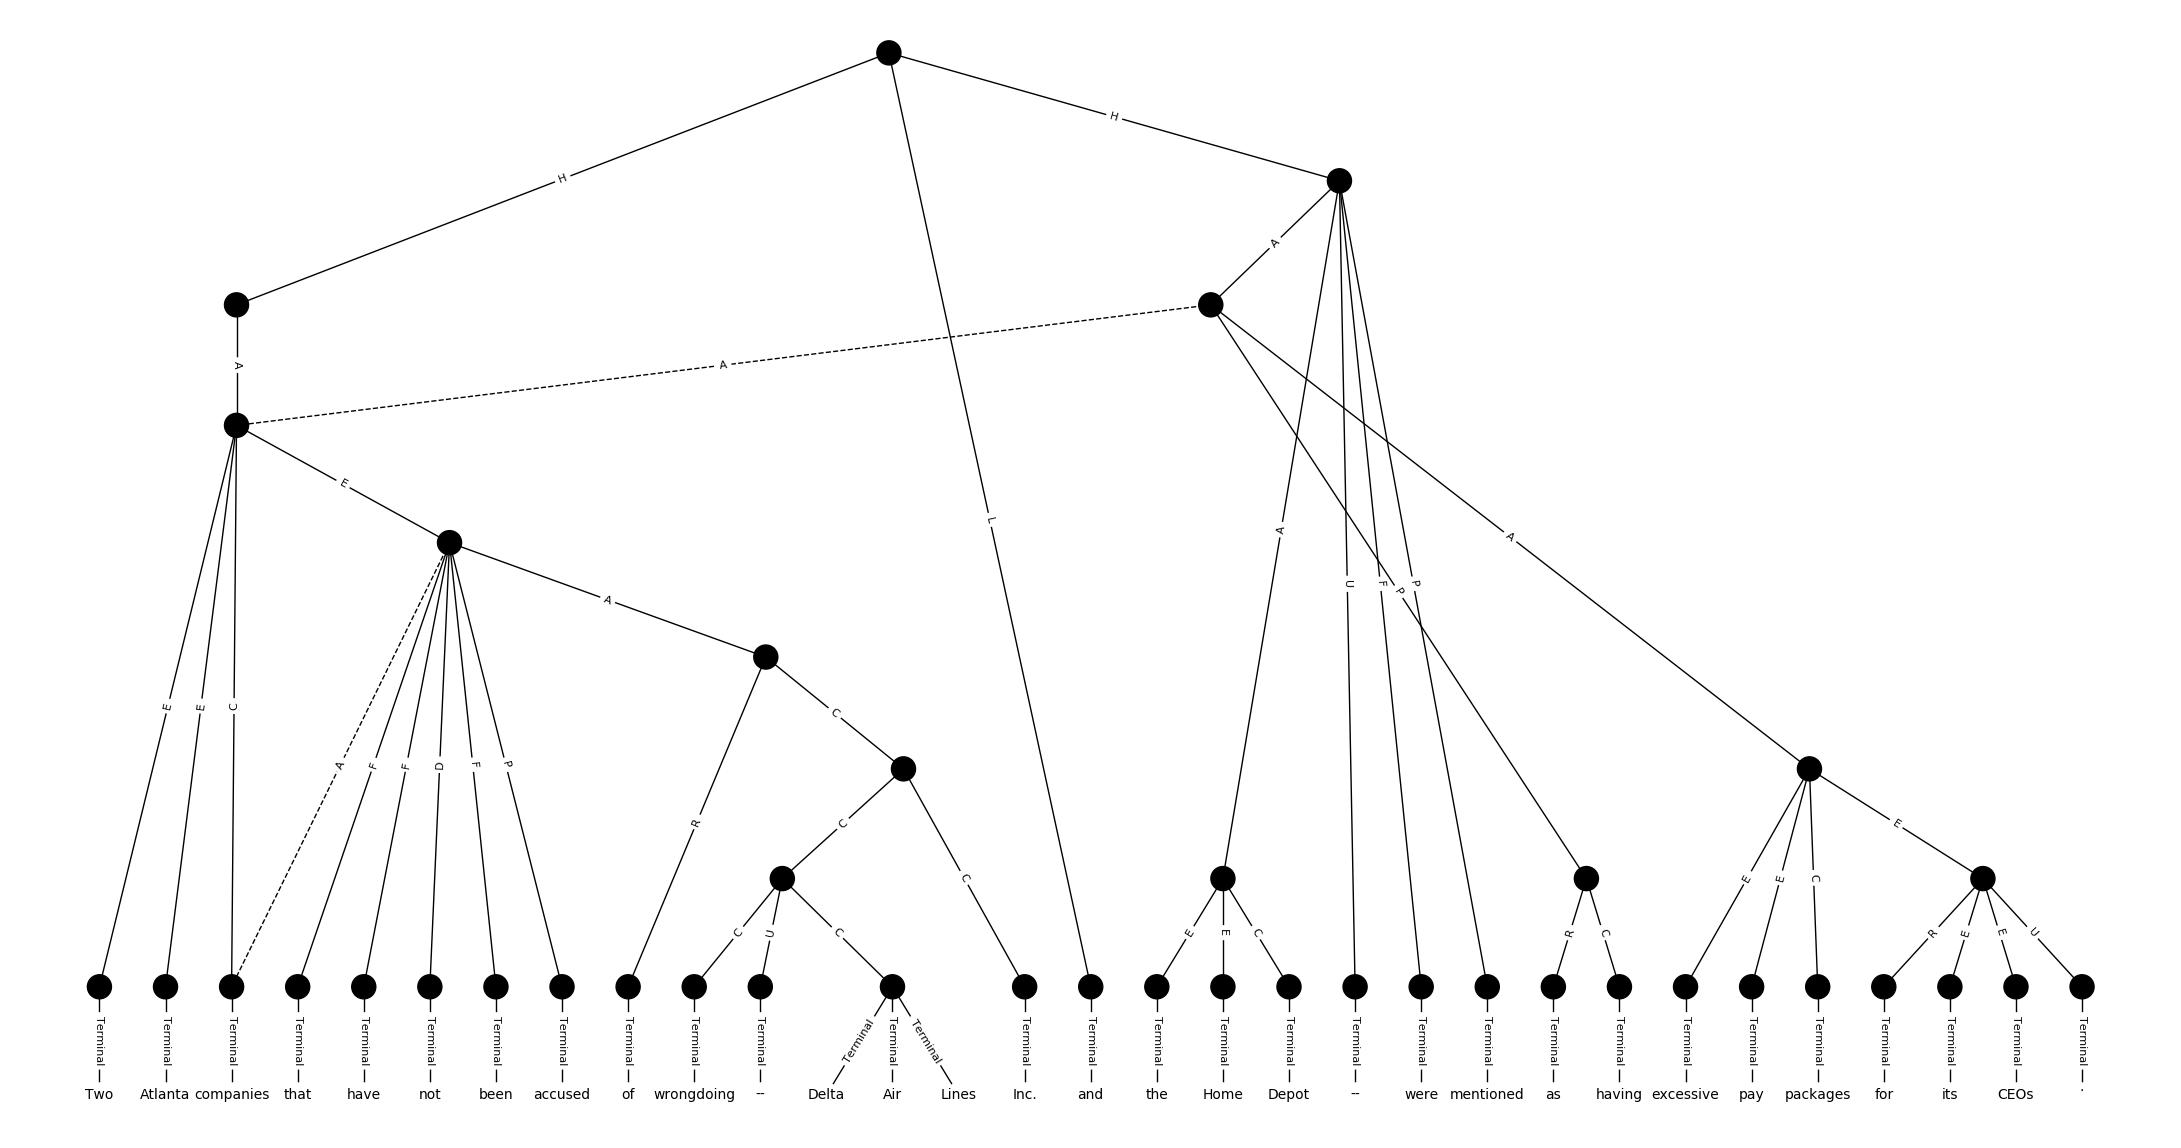 H
H
A
A
A
E
L
A
A
A
U
F
P
P
C
E
E
C
A
F
F
D
F
P
R
C
C
E
E
C
E
C
U
C
E
E
C
R
C
R
E
E
U
Terminal Terminal Terminal Terminal Terminal Terminal Terminal Terminal Terminal Terminal Terminal Terminal Terminal Terminal Terminal Terminal Terminal Terminal Terminal Terminal Terminal Terminal Terminal Terminal Terminal Terminal Terminal Terminal Terminal Terminal Terminal
Two Atlanta companies that have not been accused of wrongdoing -- Delta Air Lines Inc. and the Home Depot -- were mentioned as having excessive pay packages for its CEOs .